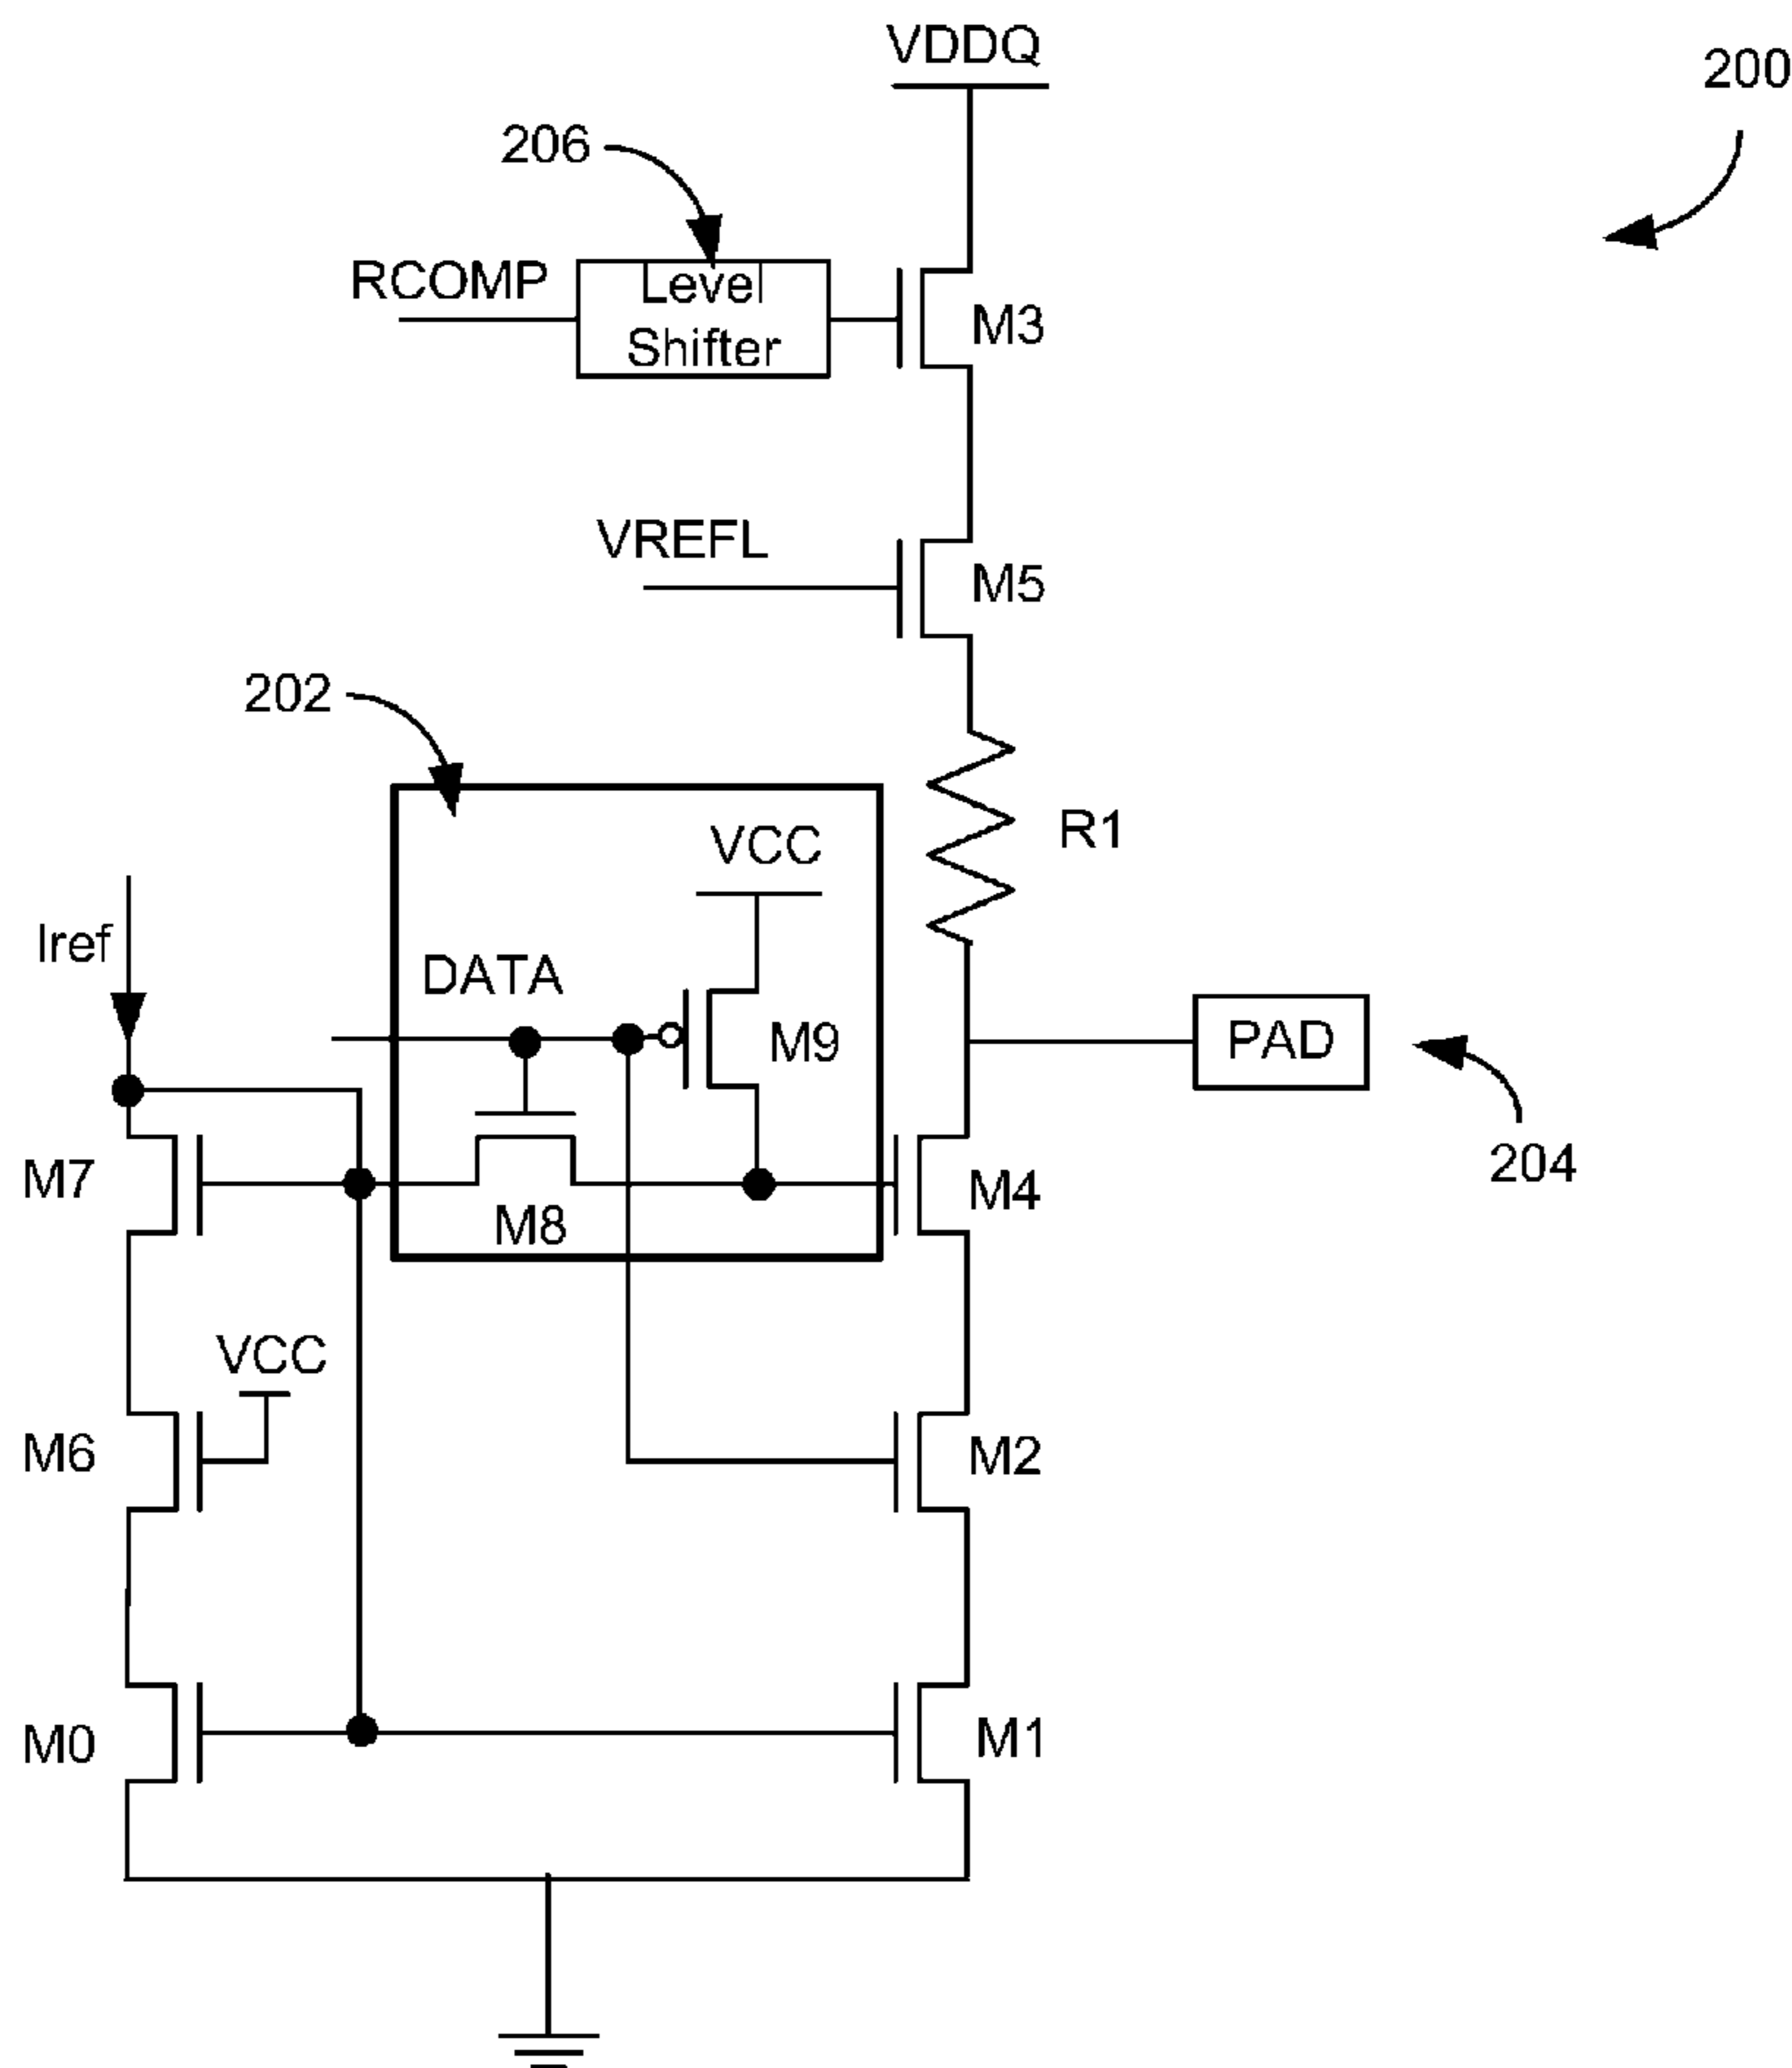 VDDQ
200
206
RCOMP
Level
Shifter
M3
VREFL
M5
202
R1
VCC
Iref
DATA
M9
PAD
M7
M8
M4
204
VCC
M6
M2
M0
M1